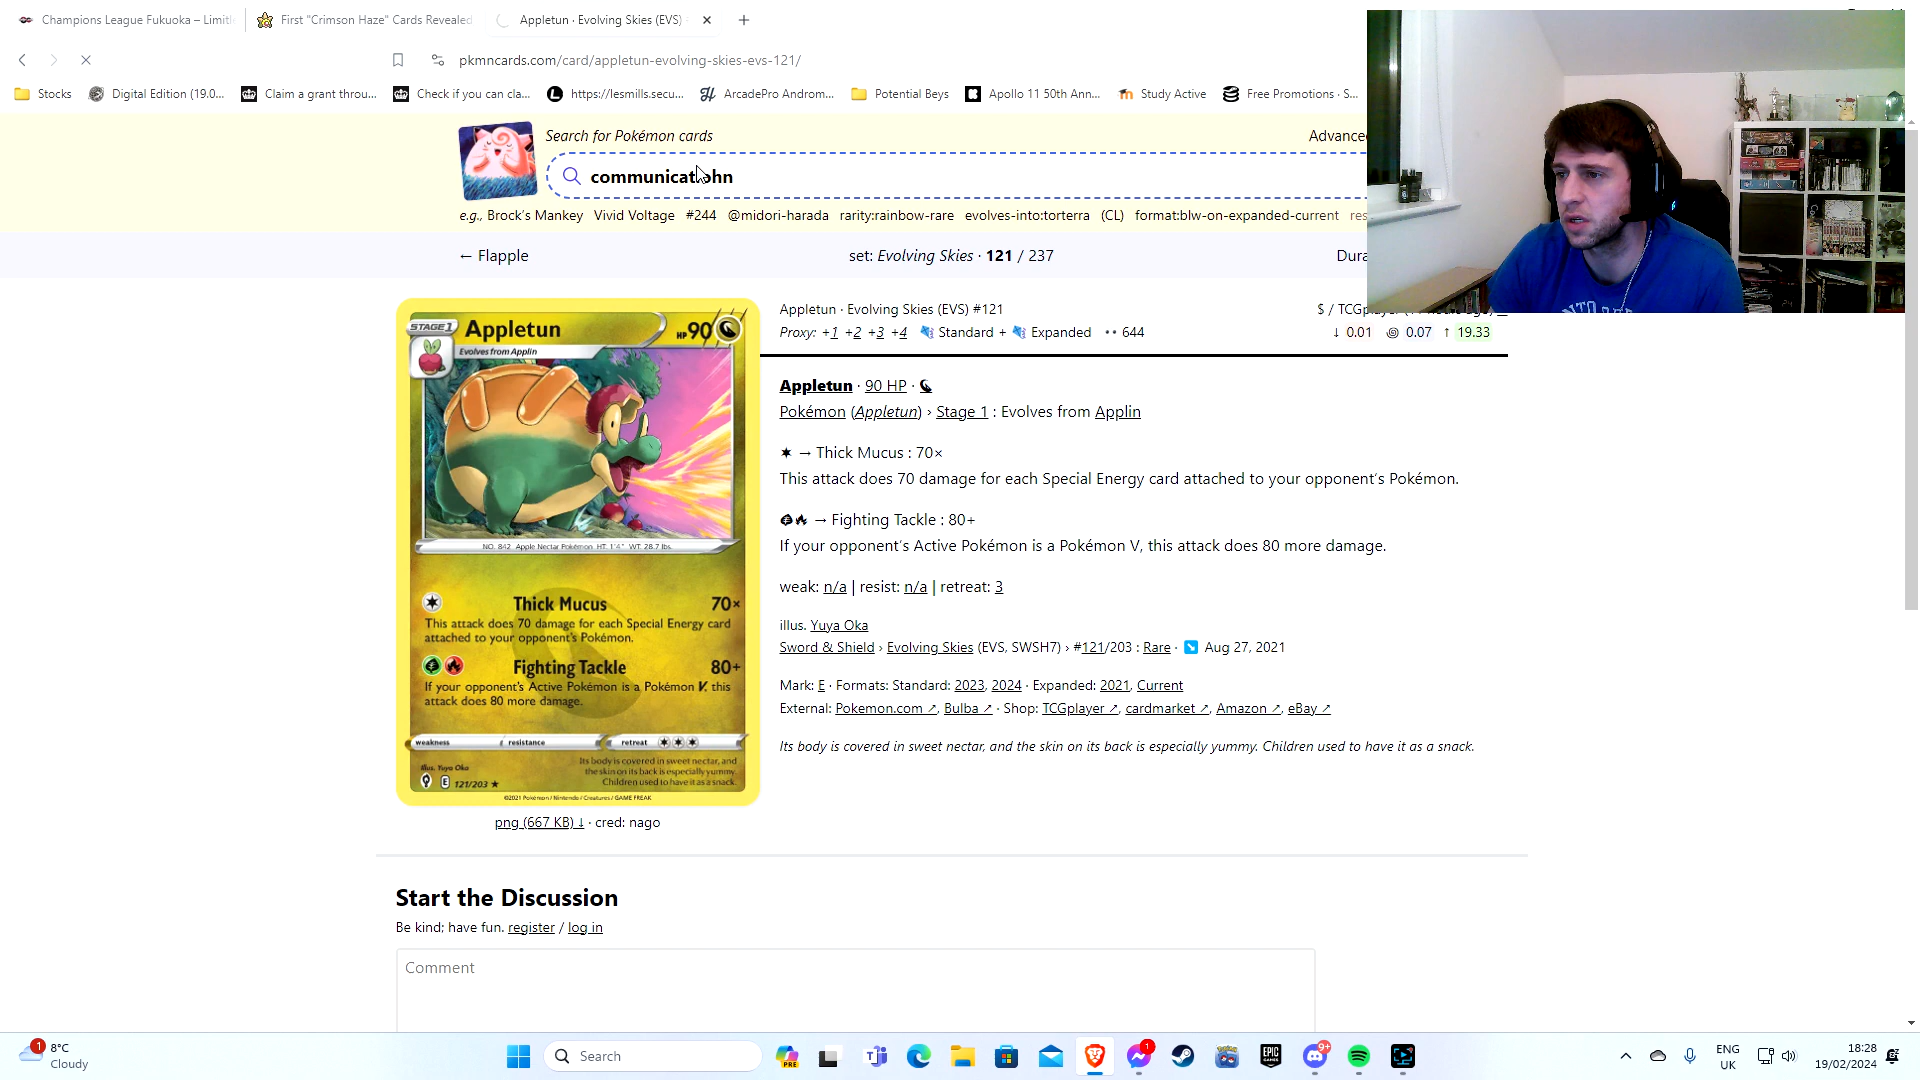 Champions League Fukuoka – Limitl
First "Crimson Haze" Cards Revealed
Appletun · Evolving Skies (EVS)
pkmncards.com/card/appletun-evolving-skies-evs-121/
Stocks
Digital Edition (19.0...
Claim a grant throu...
Check if you can cla...
https://lesmills.secu...
ArcadePro Androm...
Potential Beys
Apollo 11 50th Ann...
Study Active
Free Promotions · S...
Search for Pokémon cards
Advance
e.g., Brock's Mankey Vivid Voltage #244 @midori-harada rarity:rainbow-rare evolves-into:torterra (CL) format:blw-on-expanded-current res
← Flapple
set: Evolving Skies · 121 / 237
Dura
STAGE 1 Appletun HP 90
Evolves from Applin
NO. 842 Apple Nectar Pokémon HT: 1'4" WT: 28.7 lbs.
Thick Mucus 70×
This attack does 70 damage for each Special Energy card
attached to your opponent's Pokémon.
Fighting Tackle 80+
If your opponent's Active Pokémon is a Pokémon V, this
attack does 80 more damage.
weakness resistance retreat
Illus. Yuya Oka
Its body is covered in sweet nectar, and
the skin on its back is especially yummy.
Children used to have it as a snack.
E 121/203 ★
©2021 Pokémon / Nintendo / Creatures / GAME FREAK
png (667 KB) ↓ · cred: nago
Appletun · Evolving Skies (EVS) #121
$ / TCG
Proxy: +1 +2 +3 +4 Standard + Expanded ·· 644
↓ 0.01 0.07 ↑ 19.33
Appletun · 90 HP ·
Pokémon (Appletun) › Stage 1 : Evolves from Applin
→ Thick Mucus : 70×
This attack does 70 damage for each Special Energy card attached to your opponent's Pokémon.
→ Fighting Tackle : 80+
If your opponent's Active Pokémon is a Pokémon V, this attack does 80 more damage.
weak: n/a | resist: n/a | retreat: 3
illus. Yuya Oka
Sword & Shield › Evolving Skies (EVS, SWSH7) › #121/203 : Rare · Aug 27, 2021
Mark: E · Formats: Standard: 2023, 2024 · Expanded: 2021, Current
External: Pokemon.com ↗, Bulba ↗ · Shop: TCGplayer ↗, cardmarket ↗, Amazon ↗, eBay ↗
Its body is covered in sweet nectar, and the skin on its back is especially yummy. Children used to have it as a snack.
Start the Discussion
Be kind; have fun. register / log in
Comment
1
8°C
Cloudy
Search
PRE
1
EPIC GAMES
9+
ENG
UK
18:28
19/02/2024